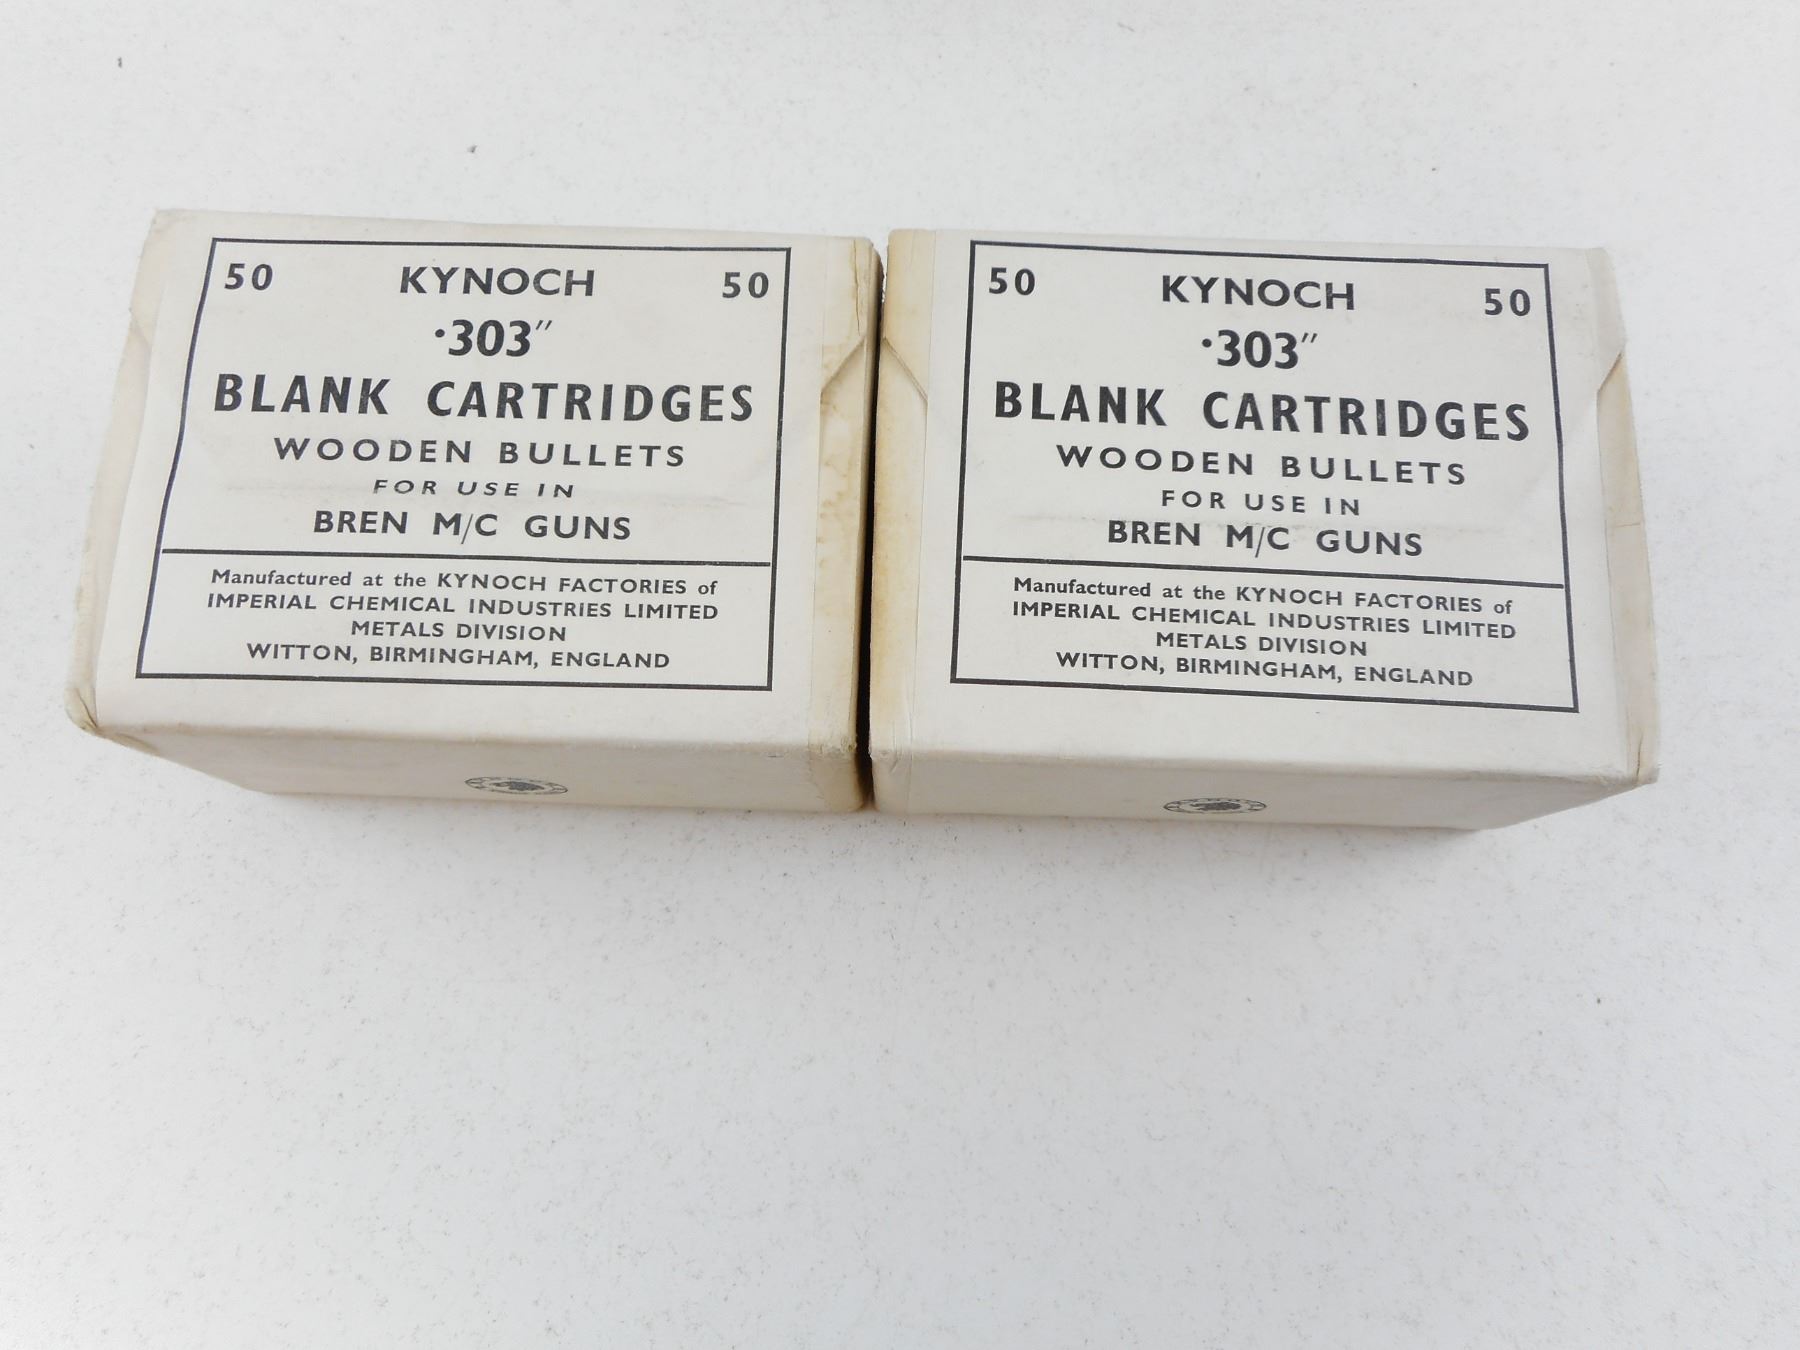 50 KYNOCH 50
·303"
BLANK CARTRIDGES
WOODEN BULLETS
FOR USE IN
BREN M/C GUNS
Manufactured at the KYNOCH FACTORIES of
IMPERIAL CHEMICAL INDUSTRIES LIMITED
METALS DIVISION
WITTON, BIRMINGHAM, ENGLAND
50 KYNOCH 50
·303"
BLANK CARTRIDGES
WOODEN BULLETS
FOR USE IN
BREN M/C GUNS
Manufactured at the KYNOCH FACTORIES of
IMPERIAL CHEMICAL INDUSTRIES LIMITED
METALS DIVISION
WITTON, BIRMINGHAM, ENGLAND